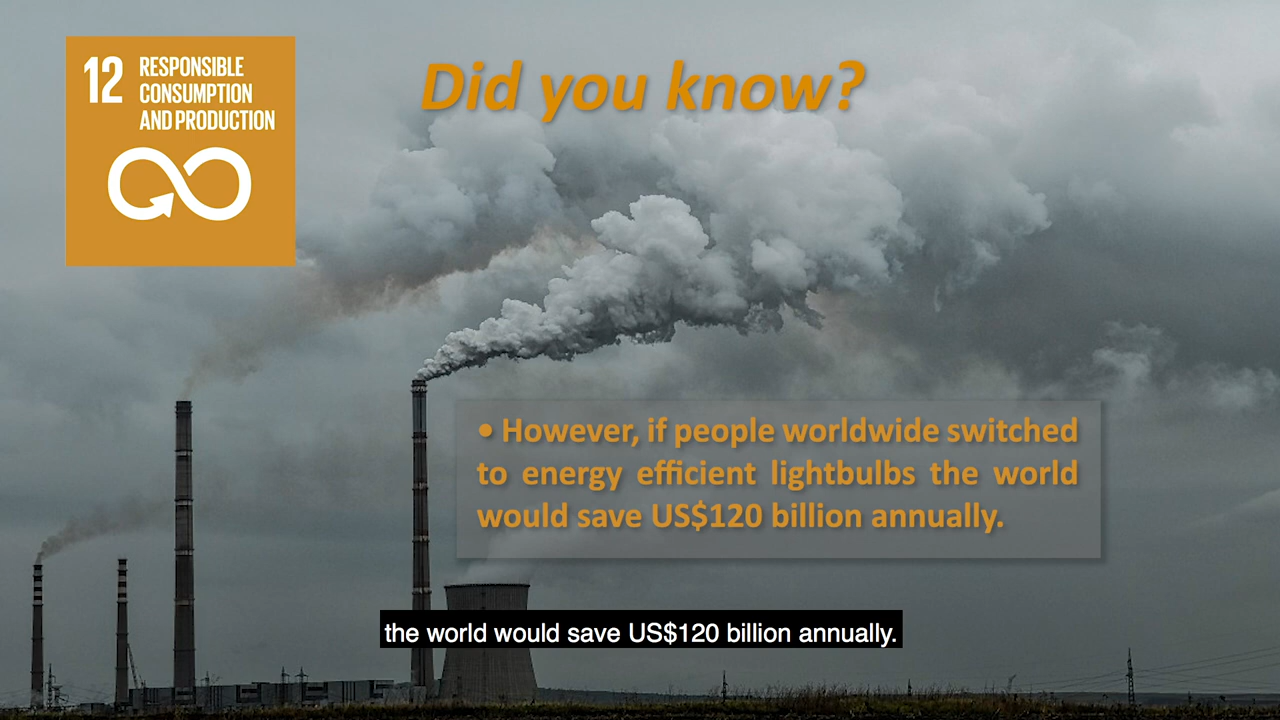 12 RESPONSIBLE
CONSUMPTION
AND PRODUCTION
Did you know?
• However, if people worldwide switched
to energy efficient lightbulbs the world
would save US$120 billion annually.
the world would save US$120 billion annually.